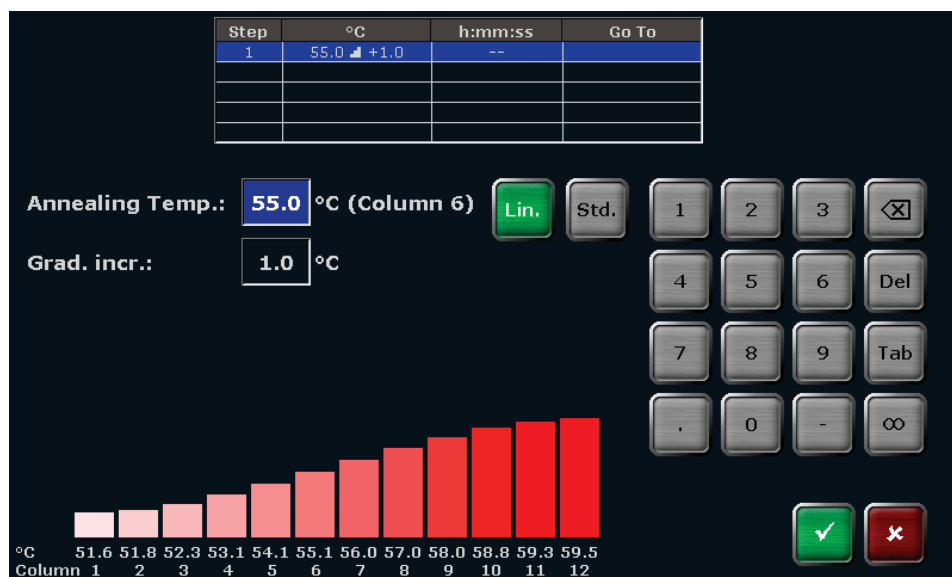 Step °C h:mm:ss Go To
1 55.0 +1.0 --
Annealing Temp.: 55.0 °C (Column 6) Lin. Std. 1 2 3
Grad. incr.: 1.0 °C
4 5 6 Del
7 8 9 Tab
. 0 - ∞
°C 51.6 51.8 52.3 53.1 54.1 55.1 56.0 57.0 58.0 58.8 59.3 59.5
Column 1 2 3 4 5 6 7 8 9 10 11 12